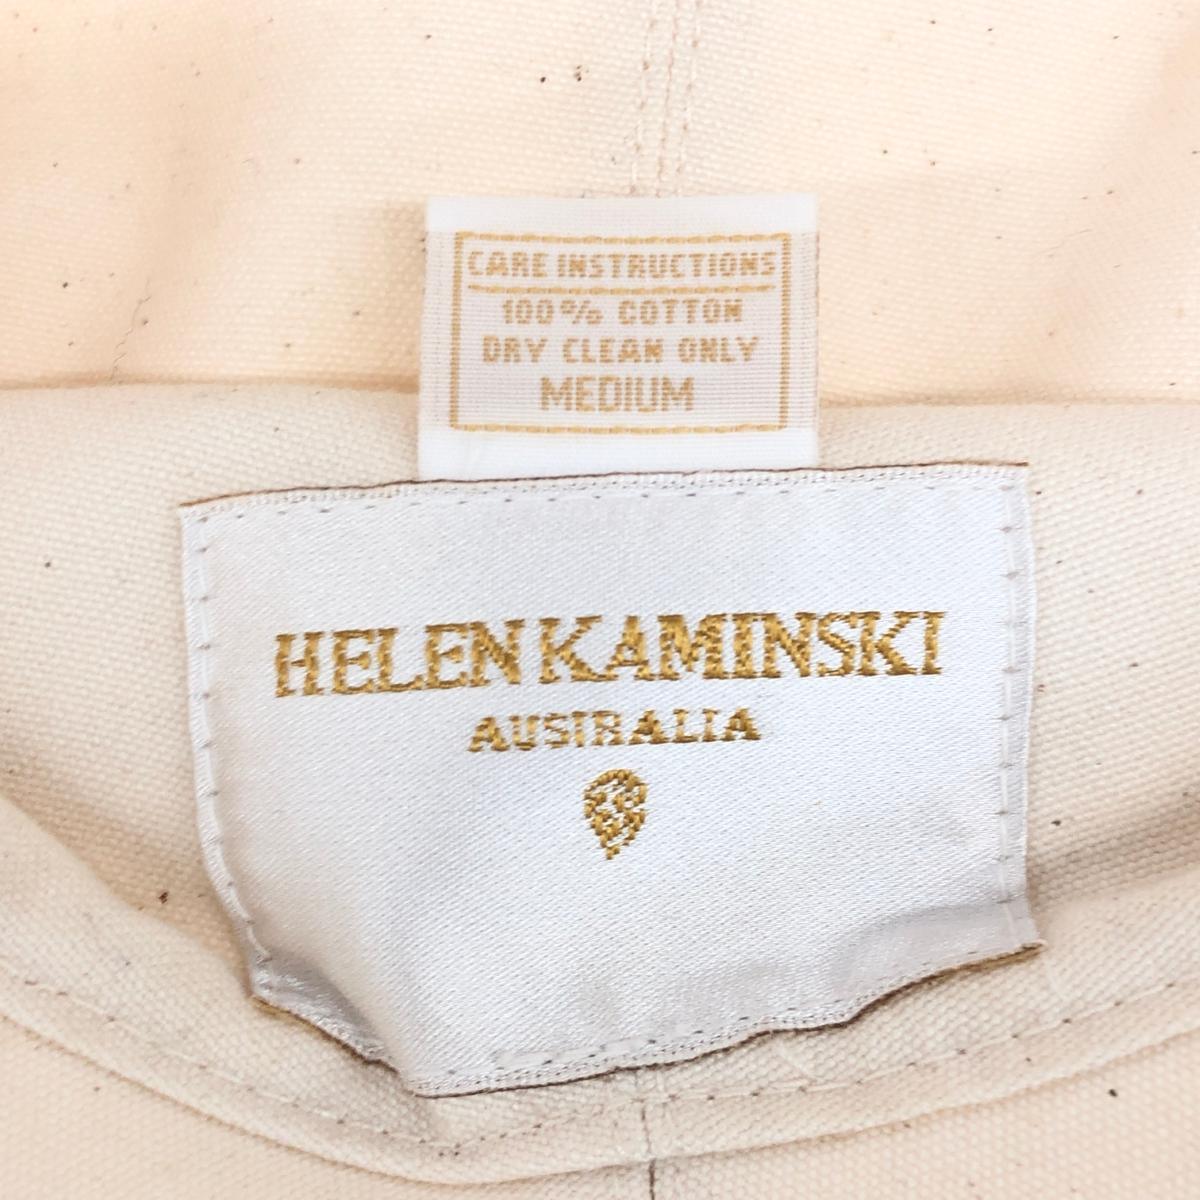 CARE INSTRUCTIONS
100% COTTON
DRY CLEAN ONLY
MEDIUM
HELEN KAMINSKI
AUSTRALIA